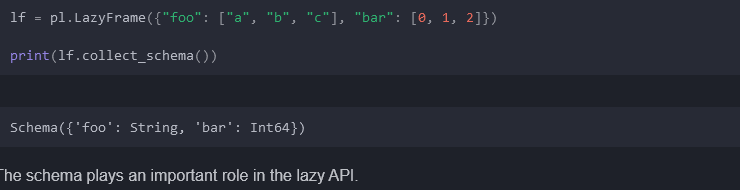 lf = pl.LazyFrame({"foo": ["a", "b", "c"], "bar": [0, 1, 2]})
print(lf.collect_schema())
Schema({'foo': String, 'bar': Int64})
The schema plays an important role in the lazy API.